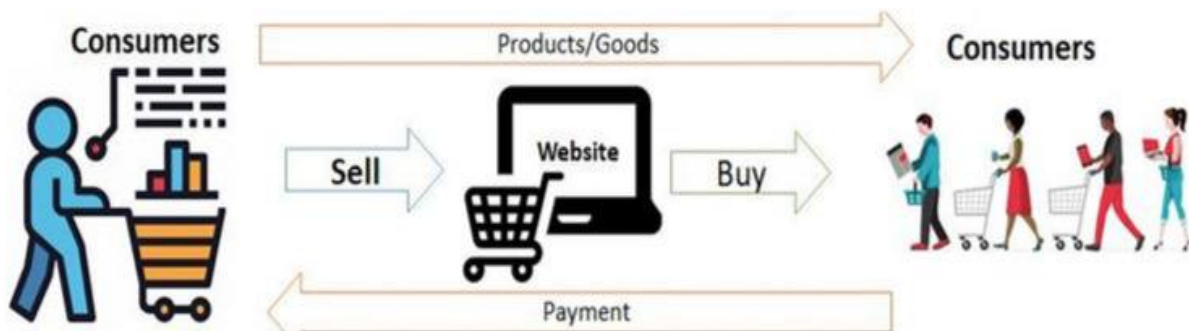 Consumers
Products/Goods
Consumers
Sell
Website
Buy
Payment